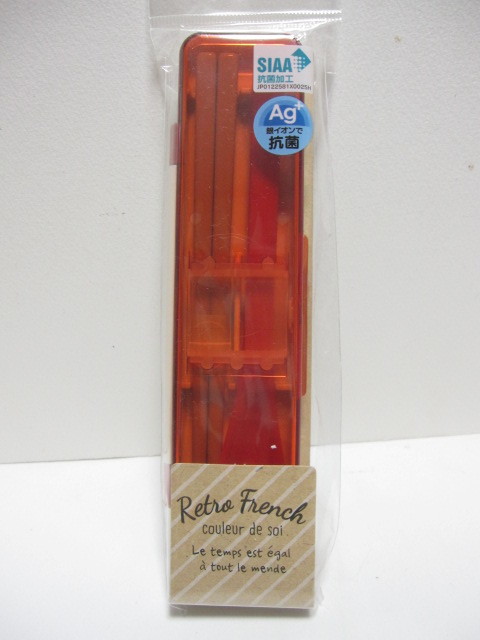 SIAA
抗菌加工
JP0122581X0025H
Ag+
銀イオンで
抗菌
Retro French
couleur de soi
Le temps est égal
à tout le mende